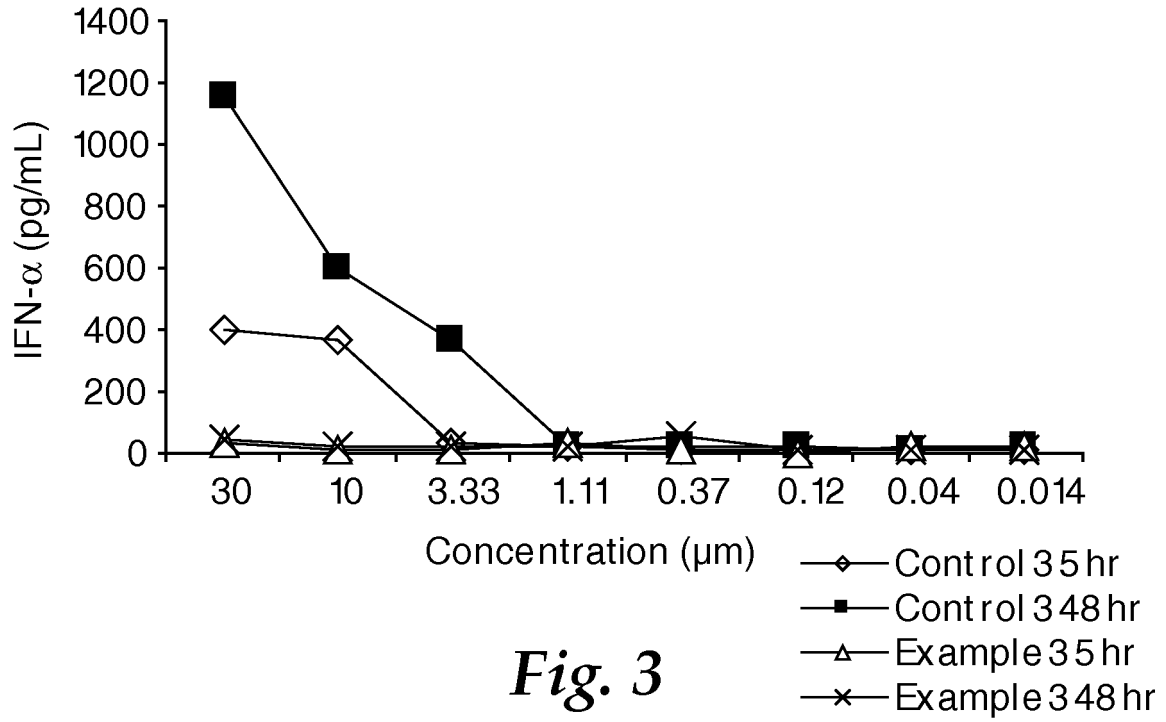 1400
1200
1000
800
600
400
200
0
IFN-α (pg/mL)
30 10 3.33 1.11 0.37 0.12 0.04 0.014
Concentration (µm)
Control 3 5 hr
Control 3 48 hr
Example 3 5 hr
Example 3 48 hr
Fig. 3